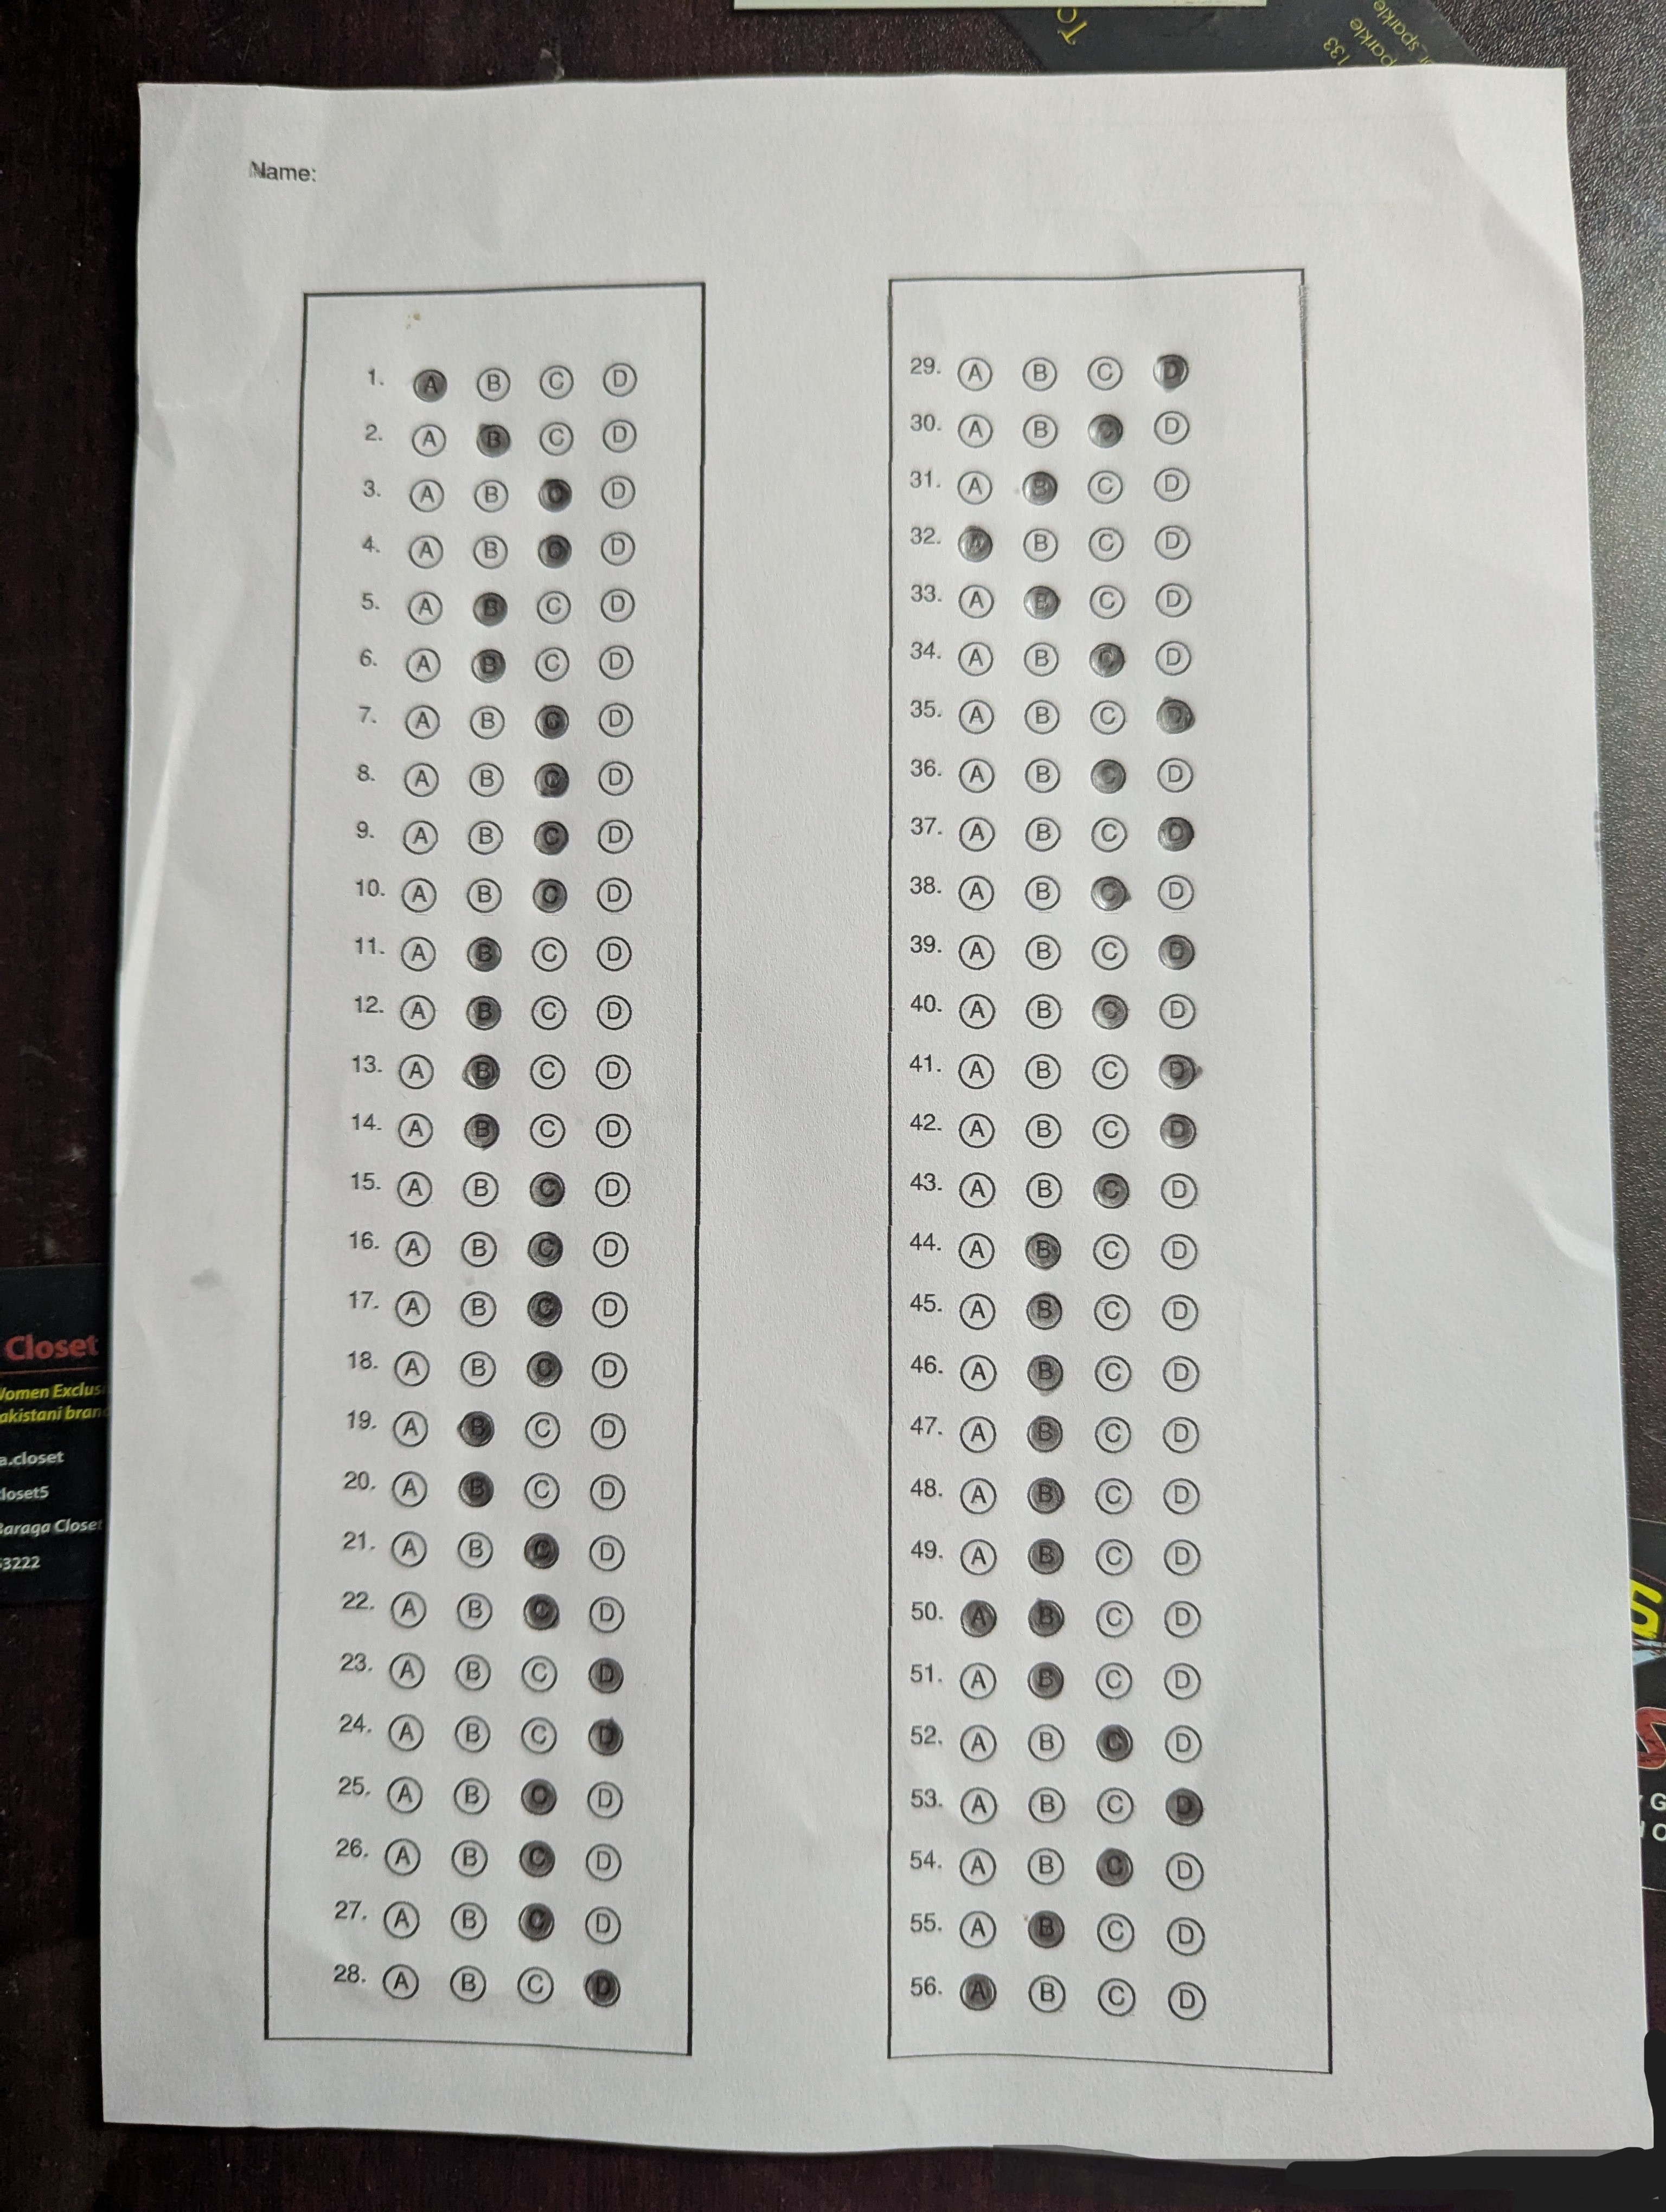 To
133
parkle
sparkle
Name:
1. A B C D
2. A B C D
3. A B C D
4. A B C D
5. A B C D
6. A B C D
7. A B C D
8. A B C D
9. A B C D
10. A B C D
11. A B C D
12. A B C D
13. A B C D
14. A B C D
15. A B C D
16. A B C D
17. A B C D
18. A B C D
19. A B C D
20. A B C D
21. A B C D
22. A B C D
23. A B C D
24. A B C D
25. A B C D
26. A B C D
27. A B C D
28. A B C D
29. A B C D
30. A B C D
31. A B C D
32. A B C D
33. A B C D
34. A B C D
35. A B C D
36. A B C D
37. A B C D
38. A B C D
39. A B C D
40. A B C D
41. A B C D
42. A B C D
43. A B C D
44. A B C D
45. A B C D
46. A B C D
47. A B C D
48. A B C D
49. A B C D
50. A B C D
51. A B C D
52. A B C D
53. A B C D
54. A B C D
55. A B C D
56. A B C D
Closet
Women Exclus
akistani bran
a.closet
loset5
Baraga Closet
53222